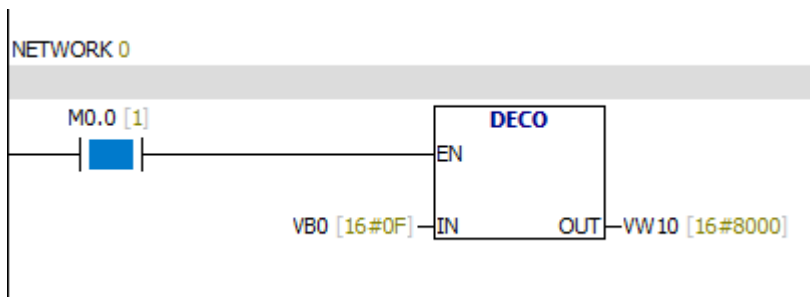 NETWORK 0
M0.0 [1]
DECO
EN
VB0 [16#0F] IN OUT VW10 [16#8000]